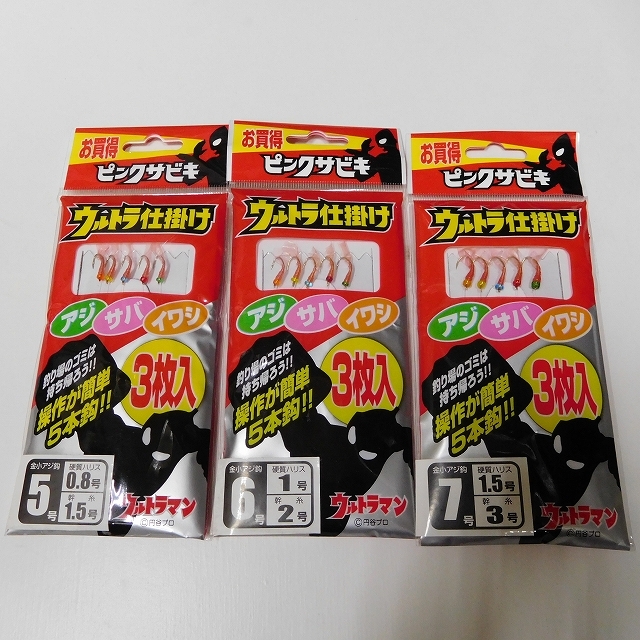 お買得
ピンクサビキ
ウルトラ仕掛け
アジ
サバ
イワシ
釣り場のゴミは
持ち帰ろう!!
操作が簡単
5本鈎!!
3枚入
金小アジ鈎
5号
硬質ハリス
0.8号
幹 糸
1.5号
ウルトラマン
©円谷プロ
お買得
ピンクサビキ
ウルトラ仕掛け
アジ
サバ
イワシ
釣り場のゴミは
持ち帰ろう!!
操作が簡単
5本鈎!!
3枚入
金小アジ鈎
6号
硬質ハリス
1号
幹 糸
2号
ウルトラマン
©円谷プロ
お買得
ピンクサビキ
ウルトラ仕掛け
アジ
サバ
イワシ
釣り場のゴミは
持ち帰ろう!!
操作が簡単
5本鈎!!
3枚入
金小アジ鈎
7号
硬質ハリス
1.5号
幹 糸
3号
ウルトラマン
©円谷プロ